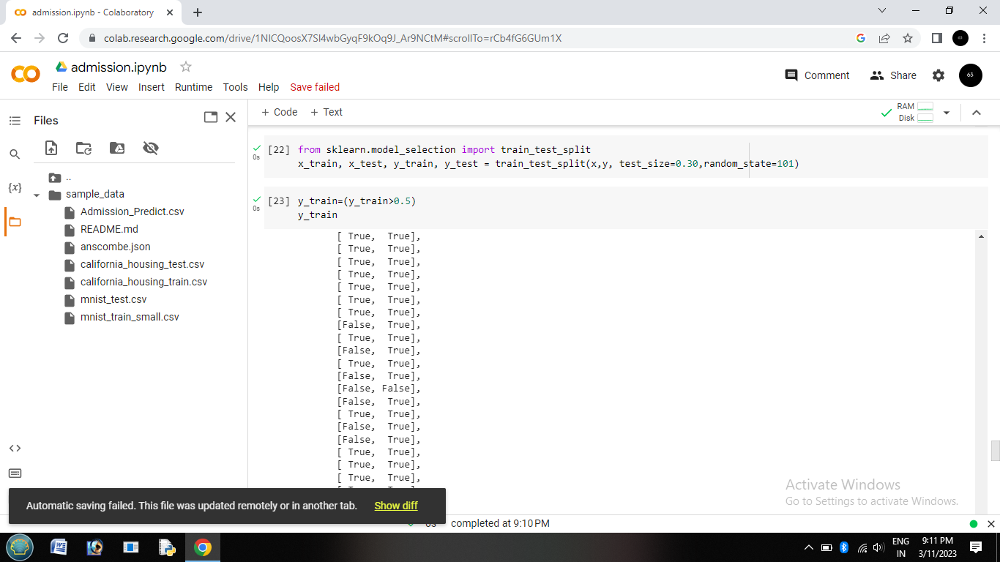 admission.ipynb - Colaboratory
colab.research.google.com/drive/1NlCQoosX7Sl4wbGyqF9kOq9J_Ar9NCtM#scrollTo=rCb4fG6GUm1X
admission.ipynb
File Edit View Insert Runtime Tools Help Save failed
Comment Share 63
Files
+ Code + Text
RAM
Disk
..
sample_data
Admission_Predict.csv
README.md
anscombe.json
california_housing_test.csv
california_housing_train.csv
mnist_test.csv
mnist_train_small.csv
{x}
0s
[22] from sklearn.model_selection import train_test_split
x_train, x_test, y_train, y_test = train_test_split(x,y, test_size=0.30,random_state=101)
0s
[23] y_train=(y_train>0.5)
y_train
[ True,  True],
[ True,  True],
[ True,  True],
[ True,  True],
[ True,  True],
[ True,  True],
[ True,  True],
[False,  True],
[ True,  True],
[False,  True],
[ True,  True],
[False,  True],
[False, False],
[False,  True],
[ True,  True],
[False,  True],
[False,  True],
[ True,  True],
[ True,  True],
[ True,  True],
Activate Windows
Go to Settings to activate Windows.
Automatic saving failed. This file was updated remotely or in another tab. Show diff
0s completed at 9:10 PM
ENG
IN
9:11 PM
3/11/2023